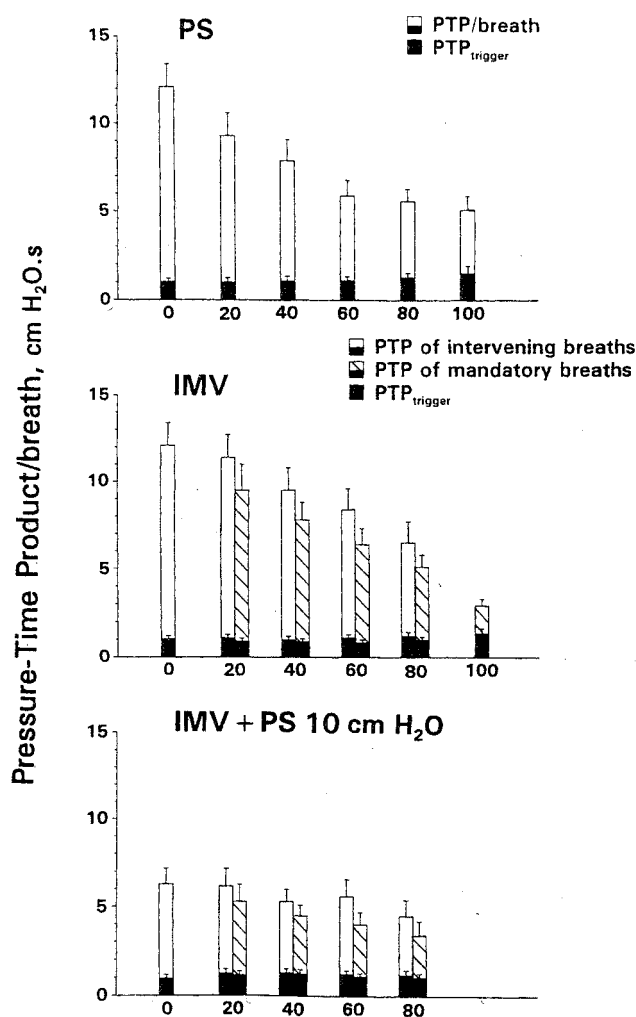 PS
PTP/breath
PTPtrigger
15
10
5
0
0 20 40 60 80 100
PTP of intervening breaths
PTP of mandatory breaths
PTPtrigger
IMV
15
10
5
0
0 20 40 60 80 100
IMV + PS 10 cm H₂O
15
10
5
0
0 20 40 60 80
Pressure-Time Product/breath, cm H₂O.s